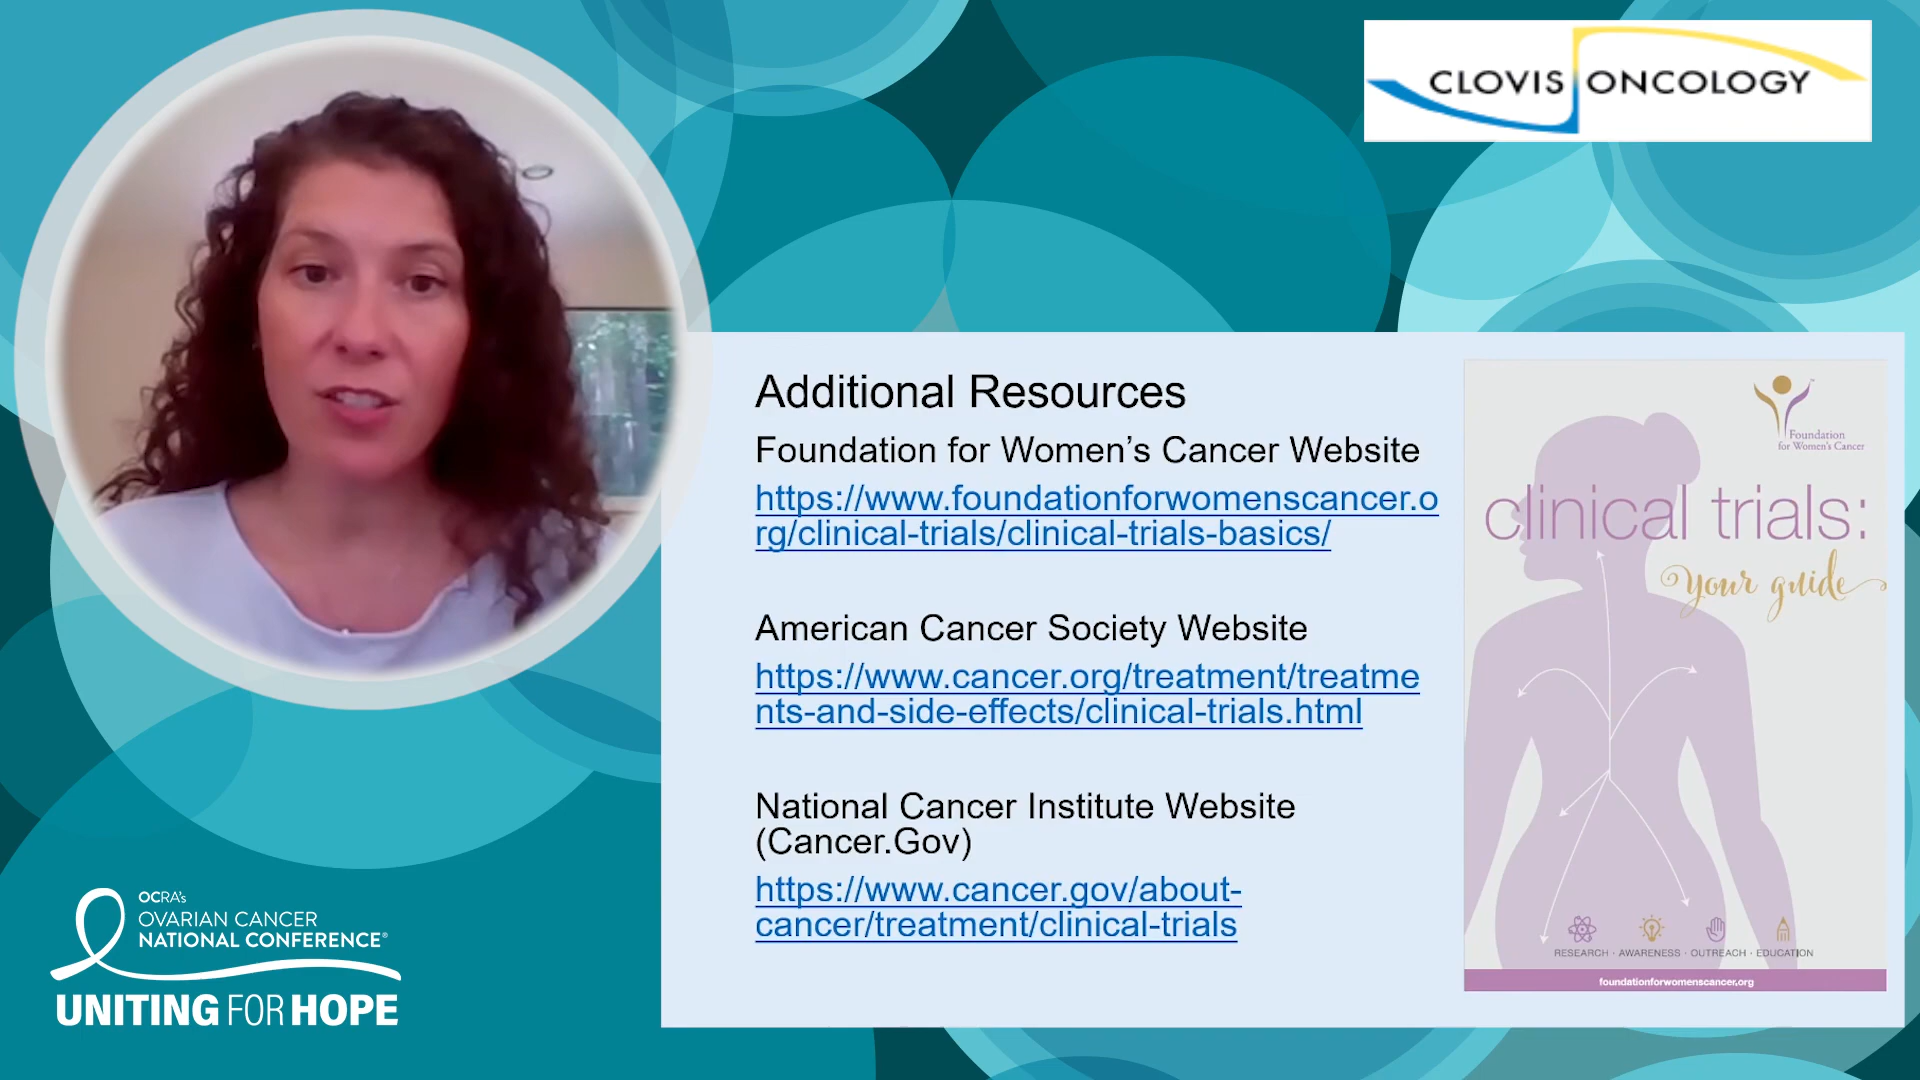 CLOVIS ONCOLOGY
Additional Resources
Foundation for Women’s Cancer Website
https://www.foundationforwomenscancer.o
rg/clinical-trials/clinical-trials-basics/
American Cancer Society Website
https://www.cancer.org/treatment/treatme
nts-and-side-effects/clinical-trials.html
National Cancer Institute Website
(Cancer.Gov)
https://www.cancer.gov/about-
cancer/treatment/clinical-trials
Foundation
for Women's Cancer
clinical trials:
your guide
RESEARCH · AWARENESS · OUTREACH · EDUCATION
foundationforwomenscancer.org
OCRA's
OVARIAN CANCER
NATIONAL CONFERENCE®
UNITING FOR HOPE